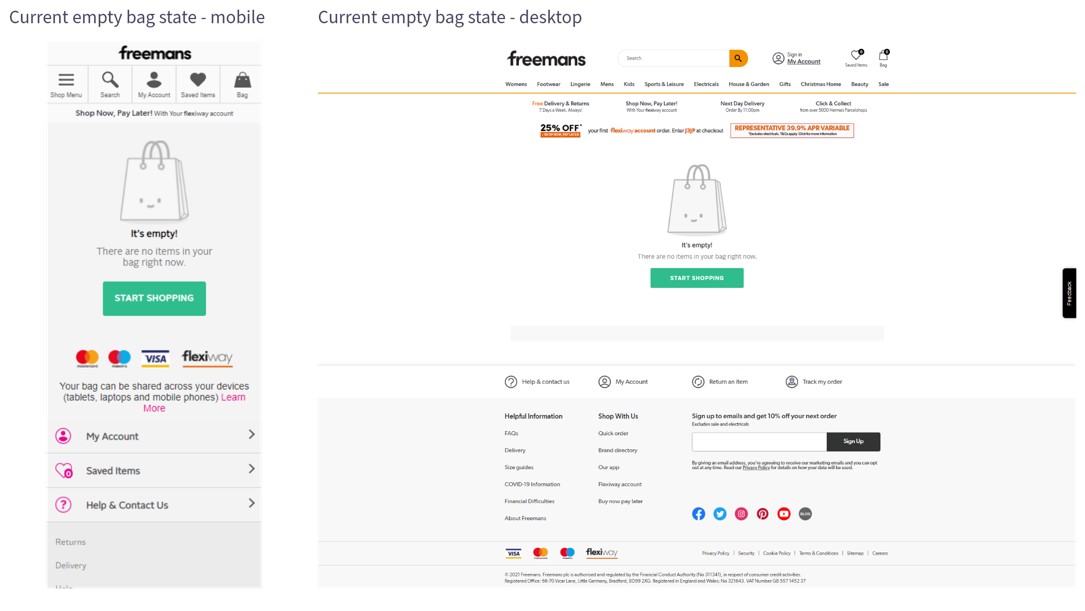 Current empty bag state - mobile
Current empty bag state - desktop
freemans
Shop Menu
Search
My Account
Saved Items
Bag
Shop Now, Pay Later! With Your flexiway account
It's empty!
There are no items in your
bag right now.
START SHOPPING
VISA
flexiway
Your bag can be shared across your devices
(tablets, laptops and mobile phones) Learn
More
My Account
0
Saved Items
Help & Contact Us
Returns
Delivery
freemans
Search
Sign in
My Account
0
Saved Items
0
Bag
Womens Footwear Lingerie Mens Kids Sports & Leisure Electricals House & Garden Gifts Christmas Home Beauty Sale
Free Delivery & Returns
7 Days a Week, Always!
Shop Now, Pay Later!
With Your flexiway account
Next Day Delivery
Order By 11:00pm
Click & Collect
25% OFF*
your first flexiway account order. Enter at checkout
REPRESENTATIVE 39.9% APR VARIABLE
It's empty!
There are no items in your bag right now.
START SHOPPING
Feedback
Help & contact us
My Account
Return an item
Track my order
Helpful Information
FAQs
Delivery
Size guides
COVID-19 Information
Financial Difficulties
About Freemans
Shop With Us
Quick order
Brand directory
Our app
Flexiway account
Buy now pay later
Sign up to emails and get 10% off your next order
Excludes sale and electricals
Sign Up
By giving an email address, you're agreeing to receive our marketing emails and you can opt
out at any time. Read our Privacy Policy for details on how your data will be used.
BLOG
VISA
flexiway
Privacy Policy | Security | Cookie Policy | Terms & Conditions | Sitemap | Careers
© 2021 Freemans. Freemans plc is authorised and regulated by the Financial Conduct Authority (No 311341), in respect of consumer credit activities.
Registered Office: 66-70 Vicar Lane, Little Germany, Bradford, BD99 2XG. Registered in England and Wales; No 321643. VAT Number GB 557 1452 37